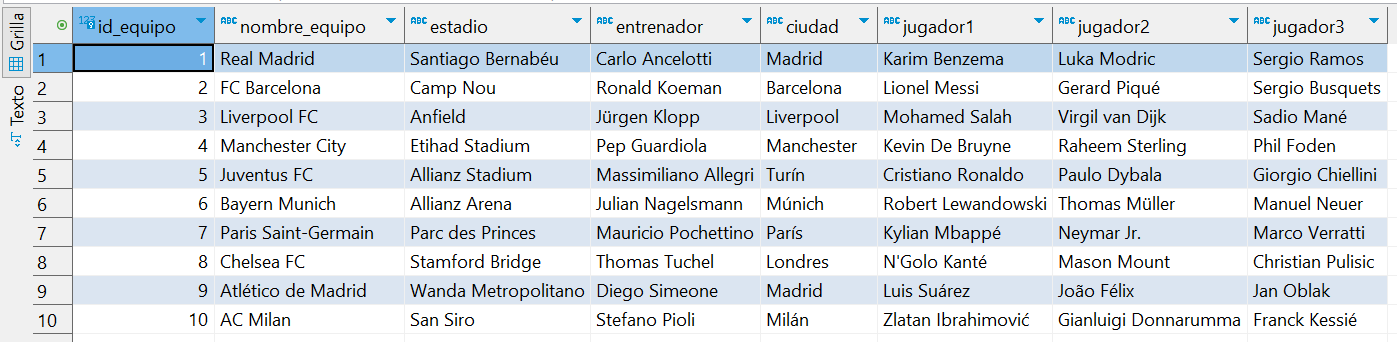 Grilla
Texto
123 id_equipo ABC nombre_equipo ABC estadio ABC entrenador ABC ciudad ABC jugador1 ABC jugador2 ABC jugador3
1 1 Real Madrid Santiago Bernabéu Carlo Ancelotti Madrid Karim Benzema Luka Modric Sergio Ramos
2 2 FC Barcelona Camp Nou Ronald Koeman Barcelona Lionel Messi Gerard Piqué Sergio Busquets
3 3 Liverpool FC Anfield Jürgen Klopp Liverpool Mohamed Salah Virgil van Dijk Sadio Mané
4 4 Manchester City Etihad Stadium Pep Guardiola Manchester Kevin De Bruyne Raheem Sterling Phil Foden
5 5 Juventus FC Allianz Stadium Massimiliano Allegri Turín Cristiano Ronaldo Paulo Dybala Giorgio Chiellini
6 6 Bayern Munich Allianz Arena Julian Nagelsmann Múnich Robert Lewandowski Thomas Müller Manuel Neuer
7 7 Paris Saint-Germain Parc des Princes Mauricio Pochettino París Kylian Mbappé Neymar Jr. Marco Verratti
8 8 Chelsea FC Stamford Bridge Thomas Tuchel Londres N'Golo Kanté Mason Mount Christian Pulisic
9 9 Atlético de Madrid Wanda Metropolitano Diego Simeone Madrid Luis Suárez João Félix Jan Oblak
10 10 AC Milan San Siro Stefano Pioli Milán Zlatan Ibrahimović Gianluigi Donnarumma Franck Kessié